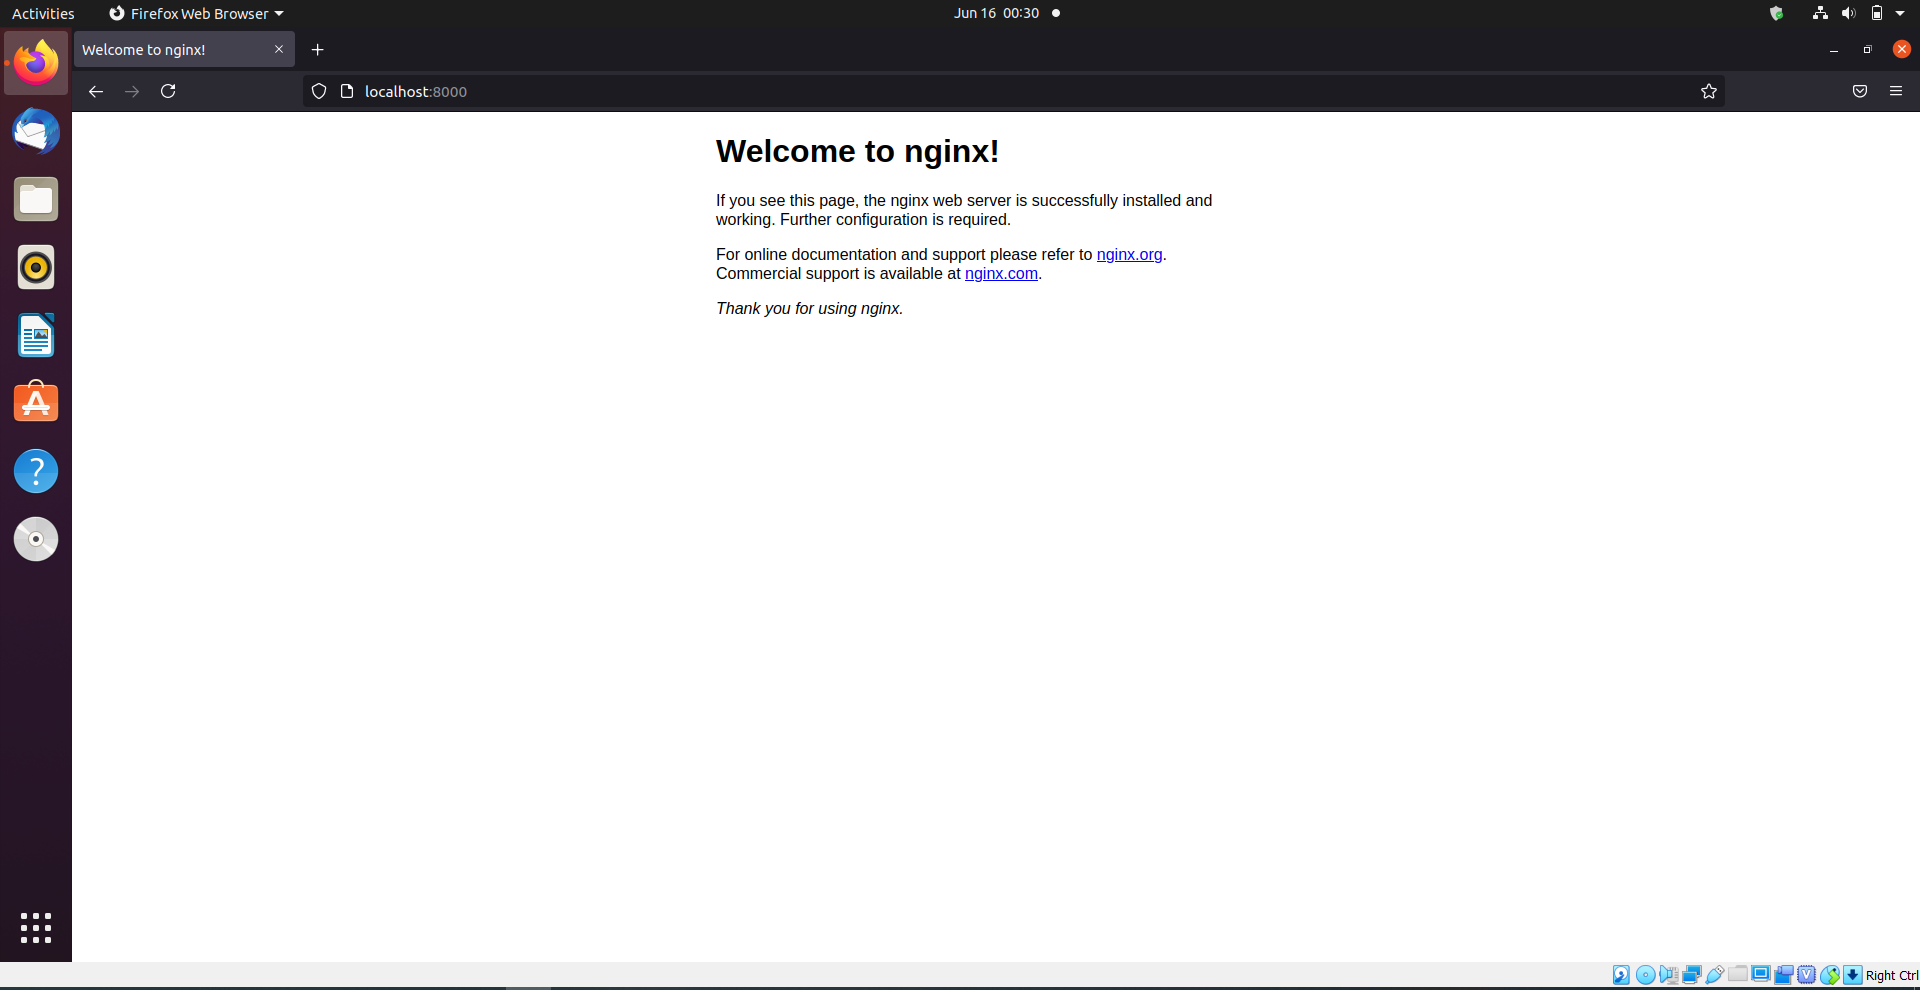 Activities
Firefox Web Browser
Jun 16 00:30
Welcome to nginx!
localhost:8000
Welcome to nginx!
If you see this page, the nginx web server is successfully installed and
working. Further configuration is required.
For online documentation and support please refer to nginx.org.
Commercial support is available at nginx.com.
Thank you for using nginx.
Right Ctrl